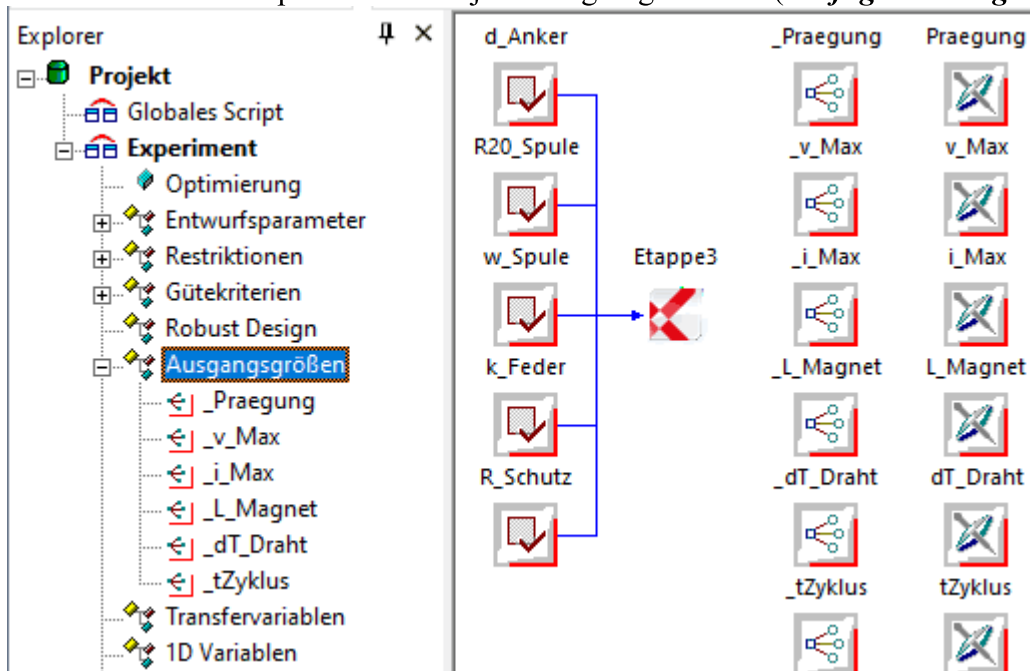 Explorer
Projekt
Globales Script
Experiment
Optimierung
Entwurfsparameter
Restriktionen
Gütekriterien
Robust Design
Ausgangsgrößen
_Praegung
_v_Max
_i_Max
_L_Magnet
_dT_Draht
_tZyklus
Transfervariablen
1D Variablen
d_Anker _Praegung Praegung
R20_Spule _v_Max v_Max
w_Spule Etappe3 _i_Max i_Max
k_Feder _L_Magnet L_Magnet
R_Schutz _dT_Draht dT_Draht
_tZyklus tZyklus